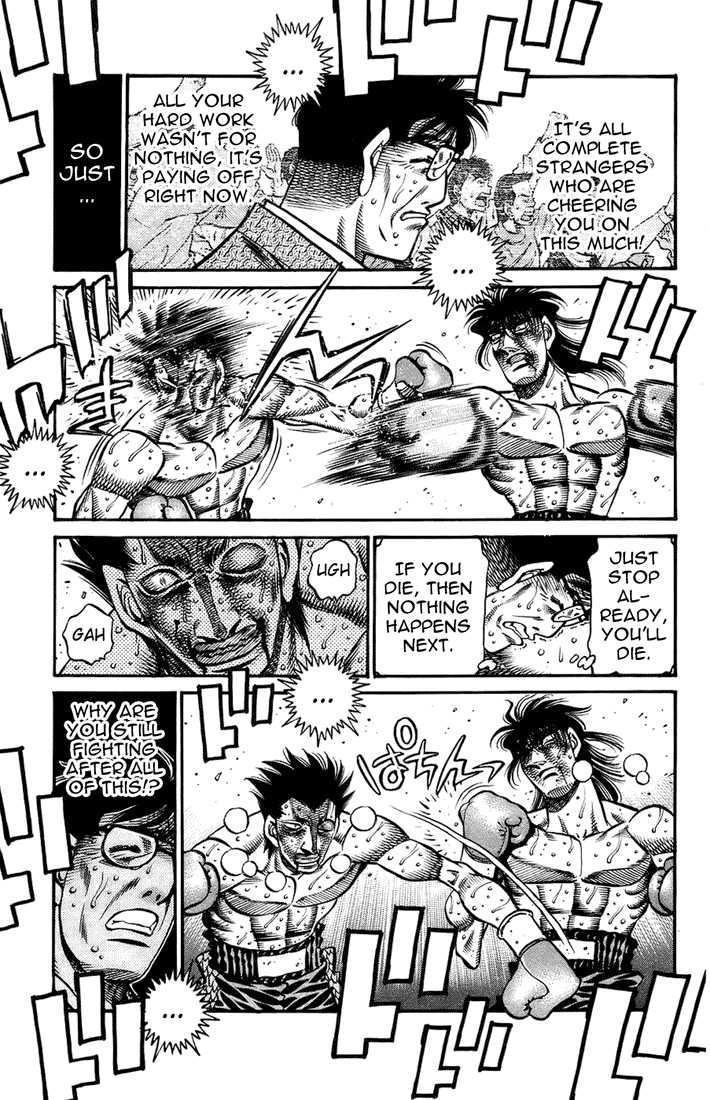 ...
IT'S ALL
COMPLETE
STRANGERS
WHO ARE
CHEERING
YOU ON
THIS MUCH!
ALL YOUR
HARD WORK
WASN'T FOR
NOTHING, IT'S
PAYING OFF
RIGHT NOW.
SO
JUST
...
...
...
JUST
STOP
AL-
READY,
YOU'LL
DIE.
IF YOU
DIE, THEN
NOTHING
HAPPENS
NEXT.
UGH
GAH
...
ぱちんっ
WHY ARE
YOU STILL
FIGHTING
AFTER ALL
OF THIS!?
...